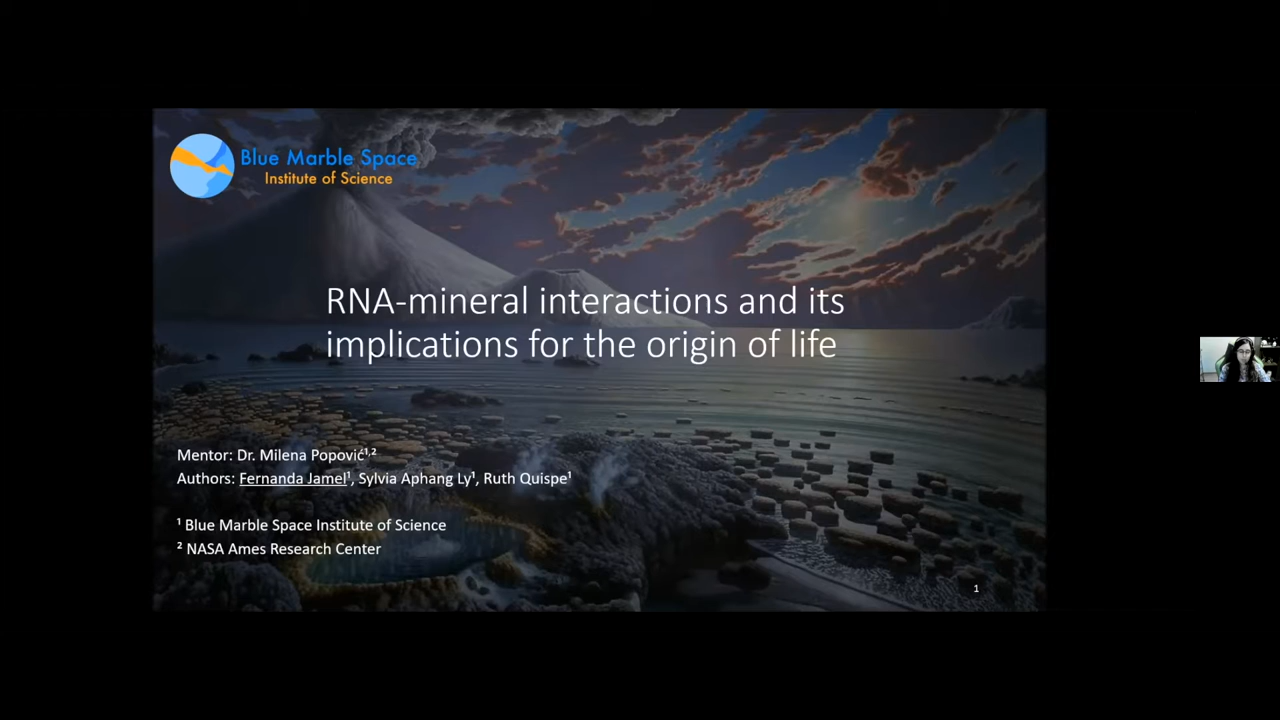 Blue Marble Space
Institute of Science
RNA-mineral interactions and its
implications for the origin of life
Mentor: Dr. Milena Popović¹,²
Authors: Fernanda Jamel¹, Sylvia Aphang Ly¹, Ruth Quispe¹
¹ Blue Marble Space Institute of Science
² NASA Ames Research Center
1